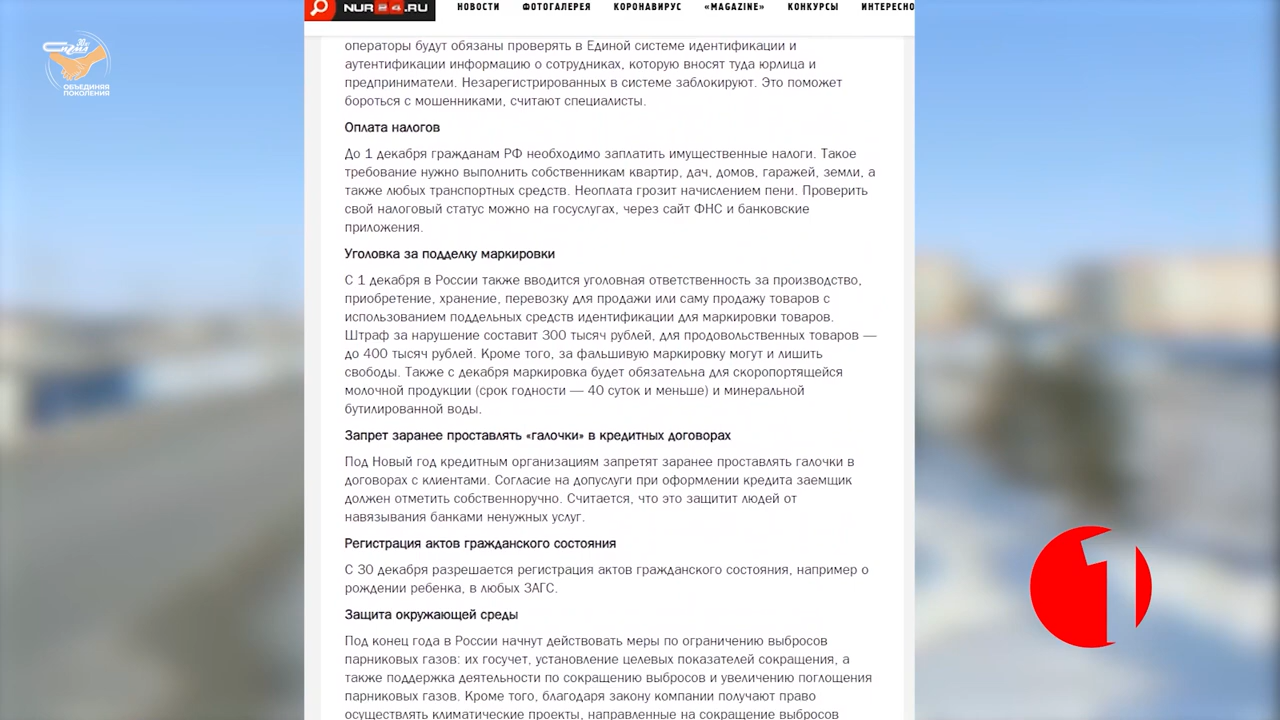 NUR24.RU
НОВОСТИ ФОТОГАЛЕРЕЯ КОРОНАВИРУС «MAGAZINE» КОНКУРСЫ ИНТЕРЕСНО
Сигма
30
ОБЪЕДИНЯЯ
ПОКОЛЕНИЯ
операторы будут обязаны проверять в Единой системе идентификации и
аутентификации информацию о сотрудниках, которую вносят туда юрлица и
предприниматели. Незарегистрированных в системе заблокируют. Это поможет
бороться с мошенниками, считают специалисты.
Оплата налогов
До 1 декабря гражданам РФ необходимо заплатить имущественные налоги. Такое
требование нужно выполнить собственникам квартир, дач, домов, гаражей, земли, а
также любых транспортных средств. Неоплата грозит начислением пени. Проверить
свой налоговый статус можно на госуслугах, через сайт ФНС и банковские
приложения.
Уголовка за подделку маркировки
С 1 декабря в России также вводится уголовная ответственность за производство,
приобретение, хранение, перевозку для продажи или саму продажу товаров с
использованием поддельных средств идентификации для маркировки товаров.
Штраф за нарушение составит 300 тысяч рублей, для продовольственных товаров —
до 400 тысяч рублей. Кроме того, за фальшивую маркировку могут и лишить
свободы. Также с декабря маркировка будет обязательна для скоропортящейся
молочной продукции (срок годности — 40 суток и меньше) и минеральной
бутилированной воды.
Запрет заранее проставлять «галочки» в кредитных договорах
Под Новый год кредитным организациям запретят заранее проставлять галочки в
договорах с клиентами. Согласие на допуслуги при оформлении кредита заемщик
должен отметить собственноручно. Считается, что это защитит людей от
навязывания банками ненужных услуг.
Регистрация актов гражданского состояния
С 30 декабря разрешается регистрация актов гражданского состояния, например о
рождении ребенка, в любых ЗАГС.
Защита окружающей среды
Под конец года в России начнут действовать меры по ограничению выбросов
парниковых газов: их госучет, установление целевых показателей сокращения, а
также поддержка деятельности по сокращению выбросов и увеличению поглощения
парниковых газов. Кроме того, благодаря закону компании получают право
осуществлять климатические проекты, направленные на сокращение выбросов
1